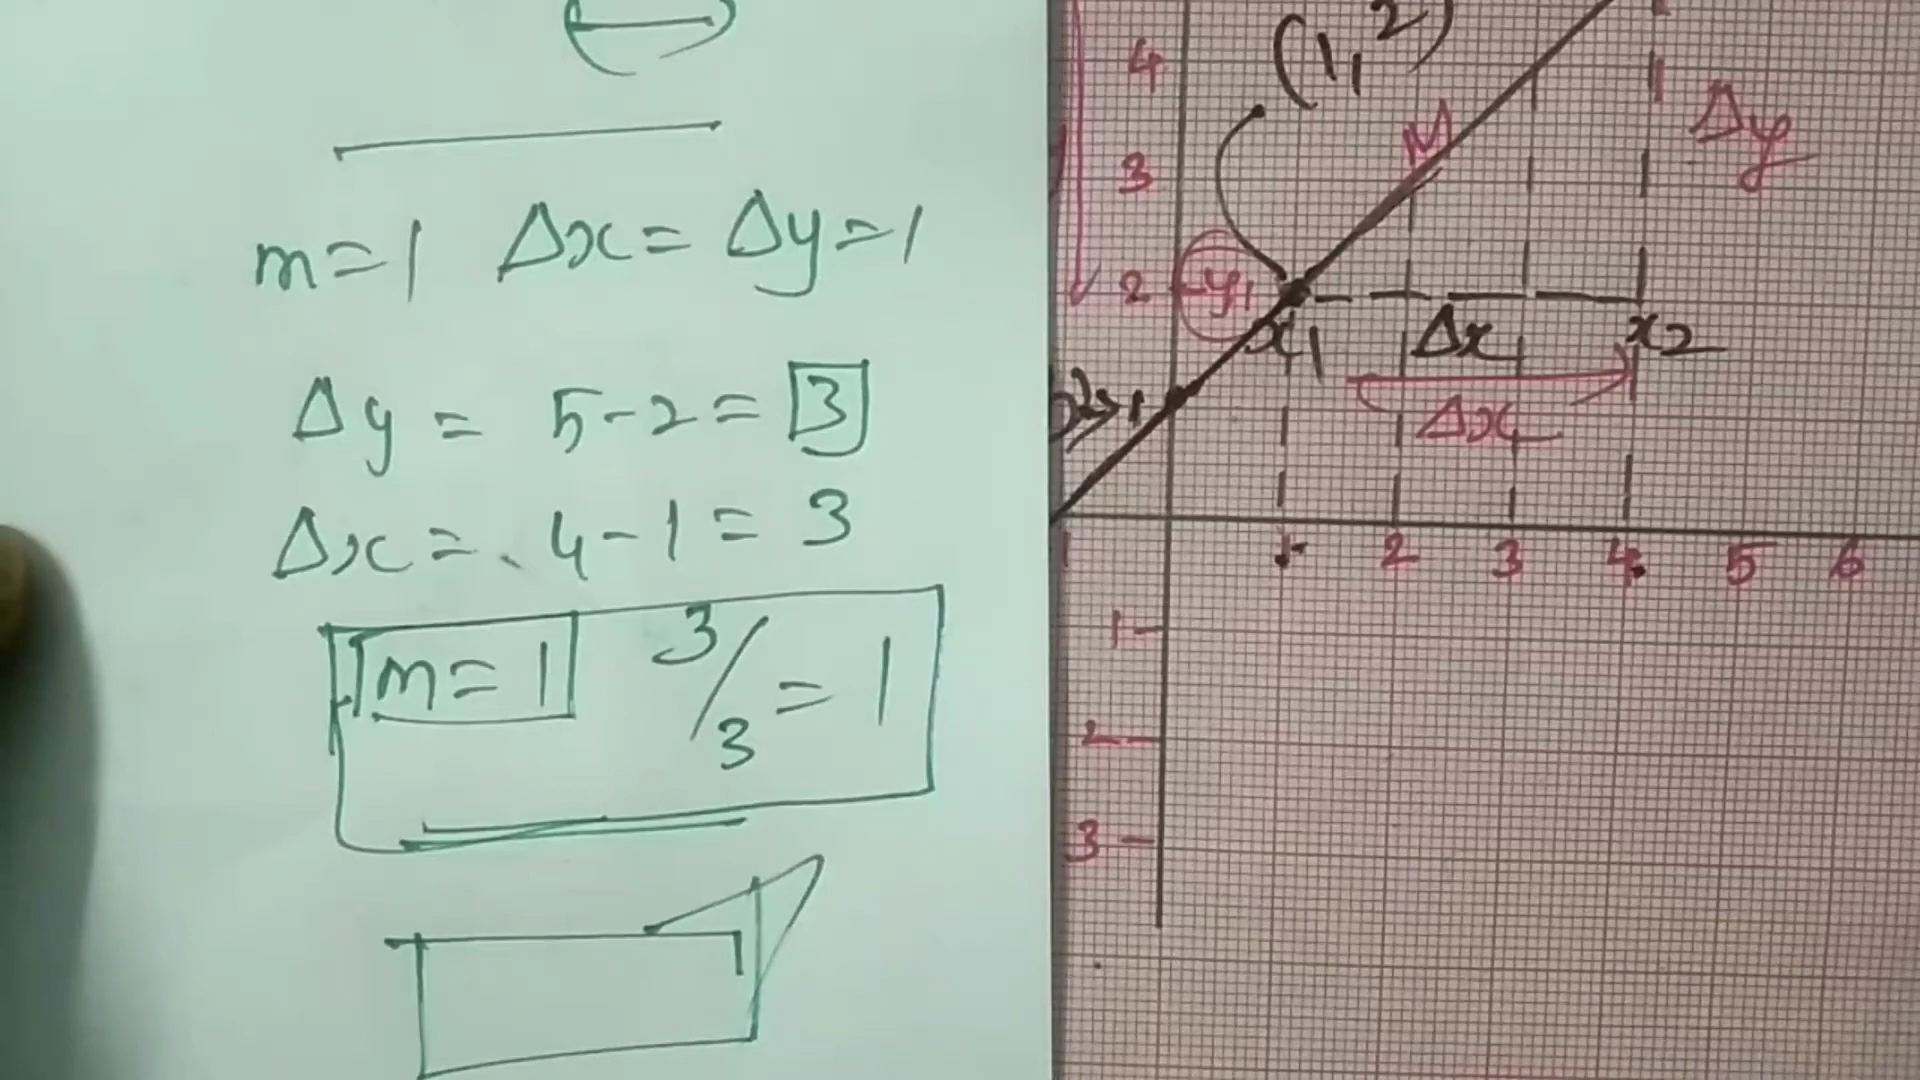 m=1 Δx = Δy=1
Δy = 5-2=3
Δx = 4-1=3
m=1 3/3 = 1
(1,2)
4
Δy
3
M
2
y1
x1
Δx
x2
Δx
1
2
3
4
5
6
1
2
3